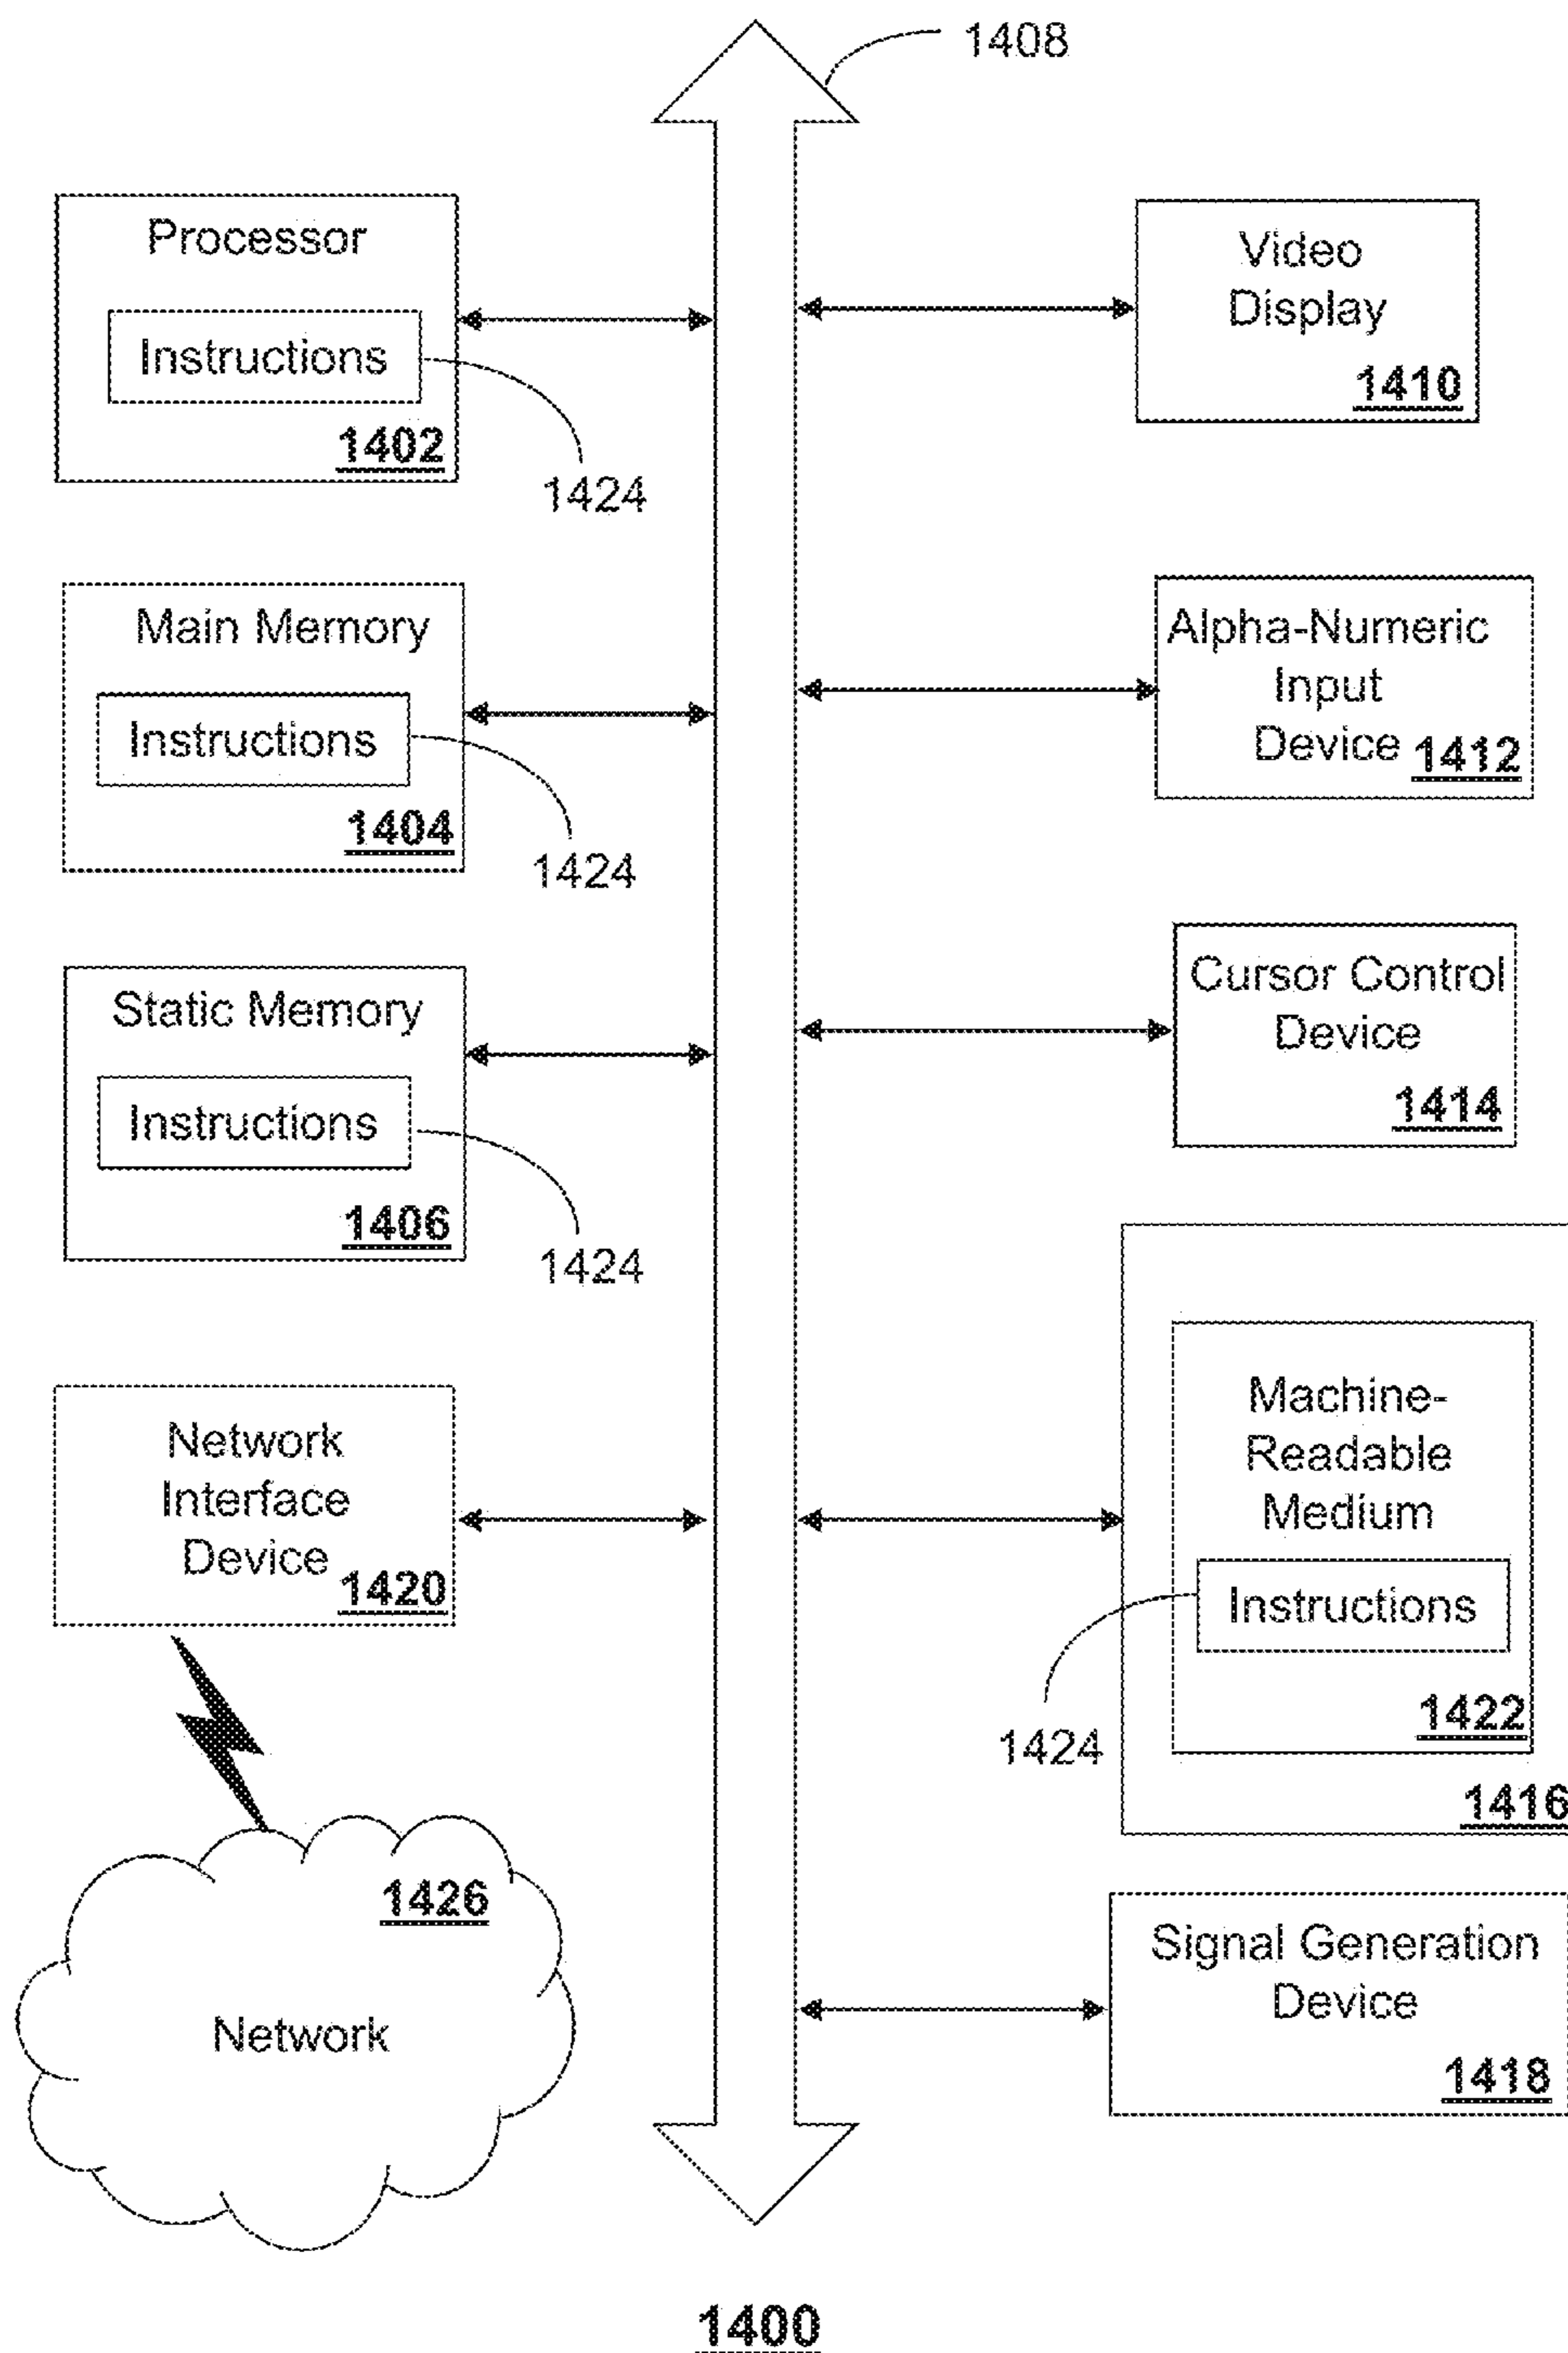 1408
Processor
Instructions
1402
1424
Main Memory
Instructions
1404
1424
Static Memory
Instructions
1406
1424
Network
Interface
Device
1420
1426
Network
Video
Display
1410
Alpha-Numeric
Input
Device 1412
Cursor Control
Device
1414
Machine-
Readable
Medium
Instructions
1422
1424
1416
Signal Generation
Device
1418
1400